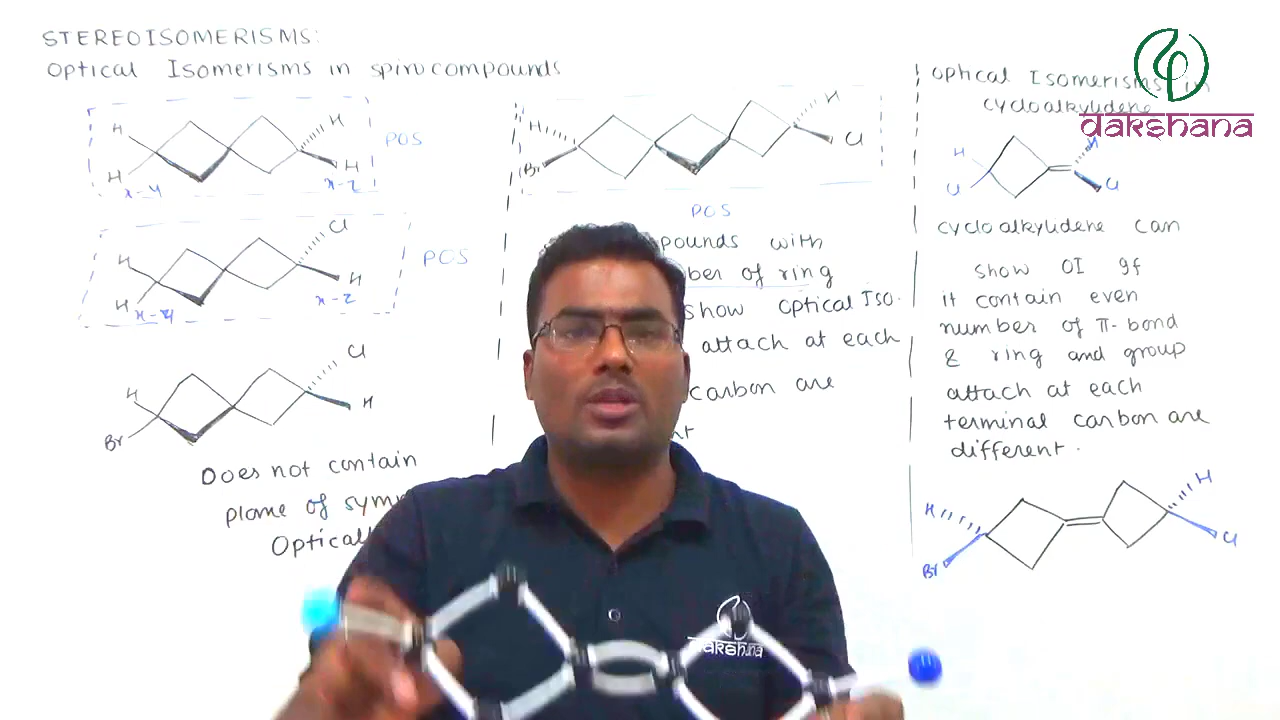 STEREOISOMERISMS:
Optical Isomerisms in spirocompounds
H
H
H
H
x-y
x-z
POS
H
H
Cl
H
x-y
x-z
POS
H
Br
Cl
H
Does not contain
plane of symm
Optical
H
Br
H
Cl
POS
pounds with
ber of ring
show optical Iso.
attach at each
carbon are
nt
Optical Isomerisms in
cycloalkylidene
dakshana
H
Cl
H
Cl
cycloalkylidene can
show OI If
it contain even
number of π-bond
& ring and group
attach at each
terminal carbon are
different.
H
Br
H
Cl
dakshana